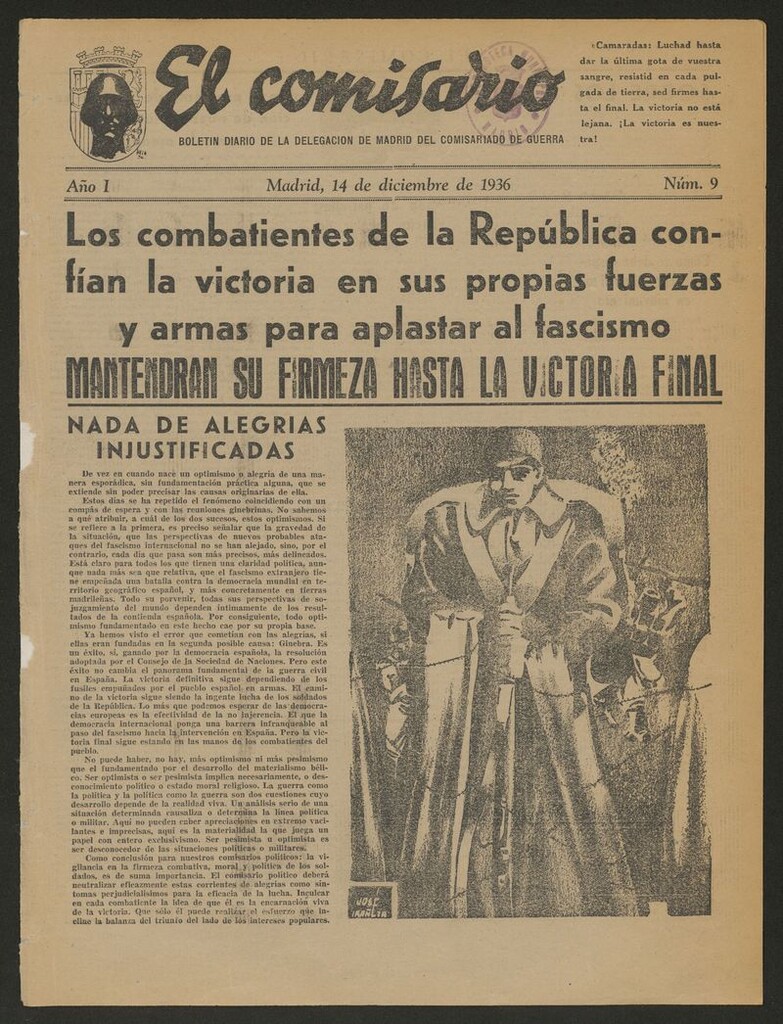 El comisario
BOLETIN DIARIO DE LA DELEGACION DE MADRID DEL COMISARIADO DE GUERRA
«Camaradas: Luchad hasta
dar la última gota de vuestra
sangre, resistid en cada pul-
gada de tierra, sed firmes has-
ta el final. La victoria no está
lejana. ¡La victoria es nues-
tra!
Año I
Madrid, 14 de diciembre de 1936
Núm. 9
Los combatientes de la República con-
fían la victoria en sus propias fuerzas
y armas para aplastar al fascismo
MANTENDRAN SU FIRMEZA HASTA LA VICTORIA FINAL
NADA DE ALEGRIAS
INJUSTIFICADAS
De vez en cuando nace un optimismo o alegría de una ma-
nera esporádica, sin fundamentación práctica alguna, que se
extiende sin poder precisar las causas originarias de ella.
Estos días se ha repetido el fenómeno coincidiendo con un
compás de espera y con las reuniones ginebrinas. No sabemos
a qué atribuir, a cuál de los dos sucesos, estos optimismos. Si
se refiere a la primera, es preciso señalar que la gravedad de
la situación, que las perspectivas de nuevos probables ata-
ques del fascismo internacional no se han alejado, sino, por el
contrario, cada día que pasa son más precisos, más delineados.
Está claro para todos los que tienen una claridad política, aun-
que nada más sea que relativa, que el fascismo extranjero tie-
ne empeñada una batalla contra la democracia mundial en te-
rritorio geográfico español, y más concretamente en tierras
madrileñas. Todo su porvenir, todas sus perspectivas de so-
juzgamiento del mundo dependen íntimamente de los resul-
tados de la contienda española. Por consiguiente, todo opti-
mismo fundamentado en este hecho cae por su propia base.
Ya hemos visto el error que cometían con las alegrías, si
ellas eran fundadas en la segunda posible causa: Ginebra. Es
un éxito, sí, ganado por la democracia española, la resolución
adoptada por el Consejo de la Sociedad de Naciones. Pero este
éxito no cambia el panorama fundamental de la guerra civil
en España. La victoria definitiva sigue dependiendo de los
fusiles empuñados por el pueblo español en armas. El cami-
no de la victoria sigue siendo la ingente lucha de los soldados
de la República. Lo más que podemos esperar de las democra-
cias europeas es la efectividad de la no injerencia. El que la
democracia internacional ponga una barrera infranqueable al
paso del fascismo hacia la intervención en España. Pero la vic-
toria final sigue estando en las manos de los combatientes del
pueblo.
No puede haber, no hay, más optimismo ni más pesimismo
que el fundamentado por el desarrollo del materialismo béli-
co. Ser optimista o ser pesimista implica necesariamente, o des-
conocimiento político o estado moral religioso. La guerra como
la política y la política como la guerra son dos cuestiones cuyo
desarrollo depende de la realidad viva. Un análisis serio de una
situación determinada causaliza o determina la línea política
o militar. Aquí no pueden caber apreciaciones en extremo vaci-
lantes e imprecisas, aquí es la materialidad la que juega un
papel con entero exclusivismo. Ser pesimista u optimista es
ser desconocedor de las situaciones políticas o militares.
Como conclusión para nuestros comisarios políticos: la vi-
gilancia en la firmeza combativa, moral y política de los sol-
dados, es de suma importancia. El comisario político deberá
neutralizar eficazmente estas corrientes de alegrías como sín-
tomas perjudicialísimos para la eficacia de la lucha. Inculcar
en cada combatiente la idea de que él es la encarnación viva
de la victoria. Que sólo él puede realizar el esfuerzo que in-
cline la balanza del triunfo del lado de los intereses populares.
JOSE